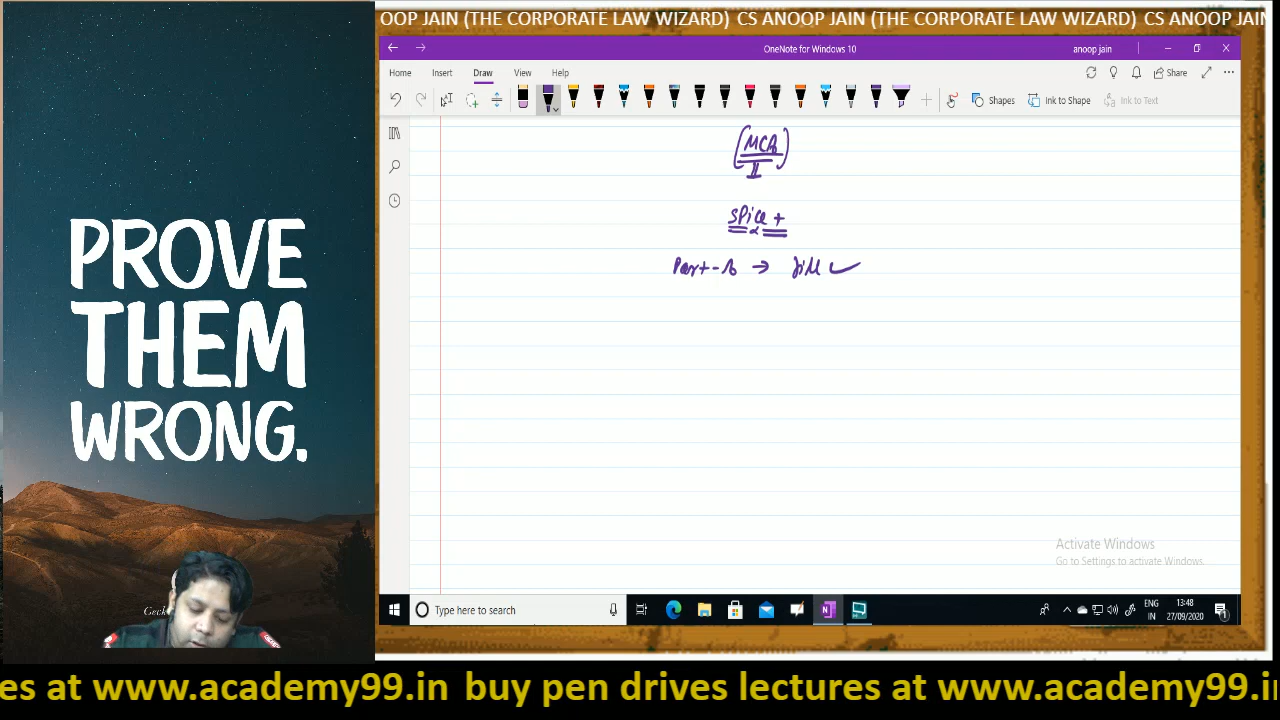 OOP JAIN (THE CORPORATE LAW WIZARD) CS ANOOP JAIN (THE CORPORATE LAW WIZARD) CS ANOOP JAIN
OneNote for Windows 10
anoop jain
Home Insert Draw View Help
Share
Shapes
Ink to Shape
Ink to Text
(MCA)
SPice +
Part-B → fill ✓
PROVE
THEM
WRONG.
Activate Windows
Go to Settings to activate Windows.
Type here to search
ENG
IN
13:48
27/09/2020
1
es at www.academy99.in buy pen drives lectures at www.academy99.i